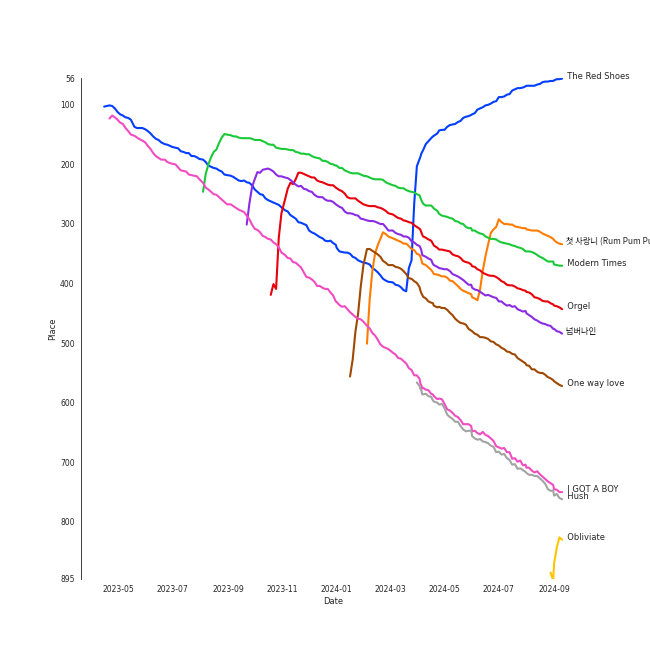 56
100
200
300
400
500
600
700
800
895
Place
2023-05
2023-07
2023-09
2023-11
2024-01
2024-03
2024-05
2024-07
2024-09
Date
The Red Shoes
첫 사랑니 (Rum Pum Pu
Modern Times
Orgel
넘버나인
One way love
I GOT A BOY
Hush
Obliviate